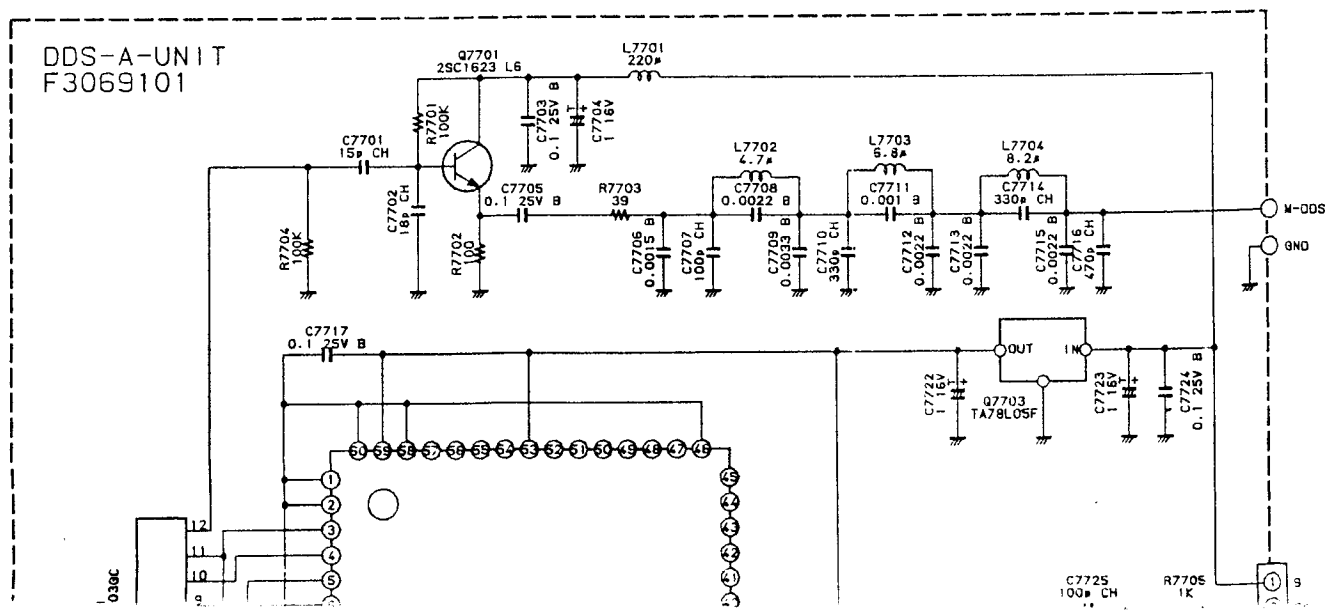 DDS-A-UNIT
F3069101
Q7701
2SC1623 L6
L7701
220μ
R7701
100K
C7703
0.1 25V B
C7704
1 16V
T
+
C7701
15p CH
C7702
18p CH
R7704
100K
R7702
100
C7705
0.1 25V B
R7703
39
C7706
0.0015 B
C7707
100p CH
L7702
4.7μ
C7708
0.0022 B
C7709
0.0033 B
C7710
330p CH
L7703
6.8μ
C7711
0.001 B
C7712
0.0022 B
C7713
0.0022 B
L7704
8.2μ
C7714
330p CH
C7715
0.0022 B
C7716
470p CH
M-DDS
GND
C7717
0.1 25V B
OUT
IN
Q7703
TA78L05F
C7722
1 16V
T
+
C7723
1 16V
T
+
C7724
0.1 25V B
60 59 58 57 56 55 54 53 52 51 50 49 48 47 46
1
2
3
4
5
45
44
43
42
41
12
11
10
9
03GC
C7725
100p CH
R7705
1K
1
9